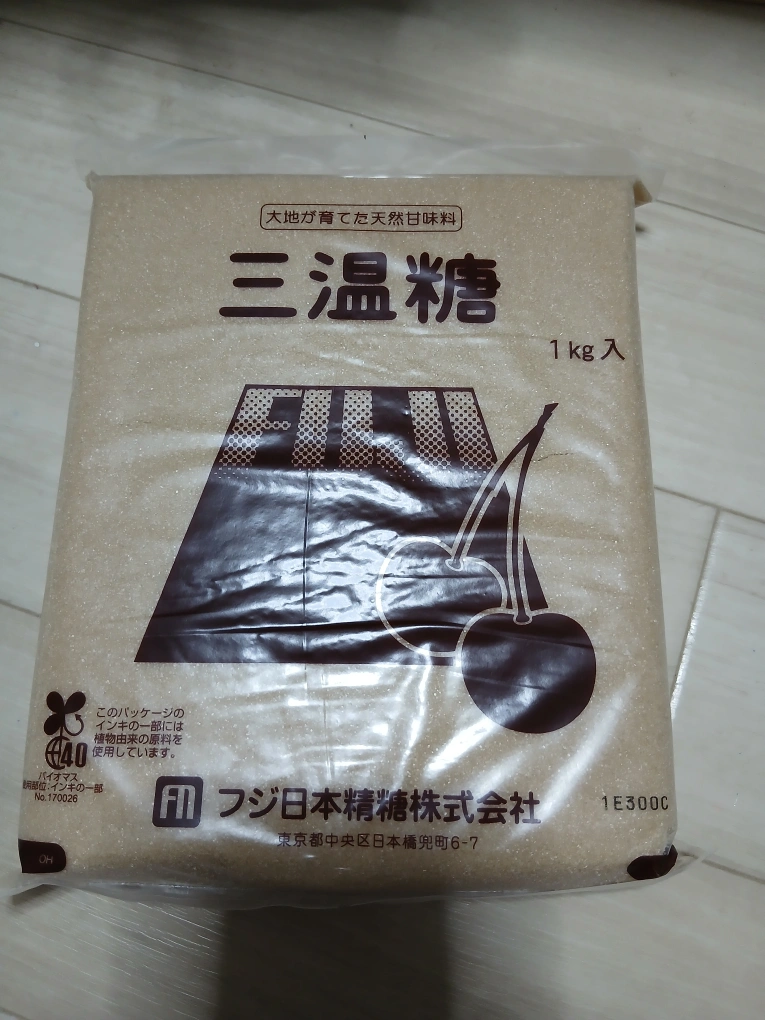 大地が育てた天然甘味料
三温糖
1kg入
FUJI
このパッケージの
インキの一部には
植物由来の原料を
使用しています。
40
バイオマス
使用部位:インキの一部
No.170026
FN フジ日本精糖株式会社
1E300C
東京都中央区日本橋兜町6-7
OH